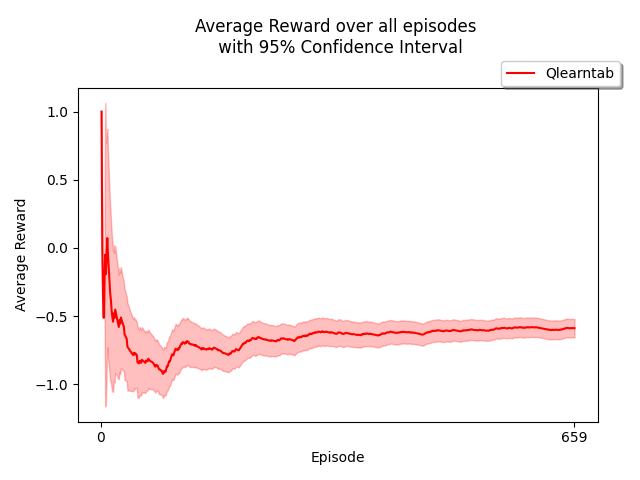 Average Reward over all episodes
with 95% Confidence Interval
Qlearntab
1.0
0.5
0.0
−0.5
−1.0
Average Reward
0
659
Episode